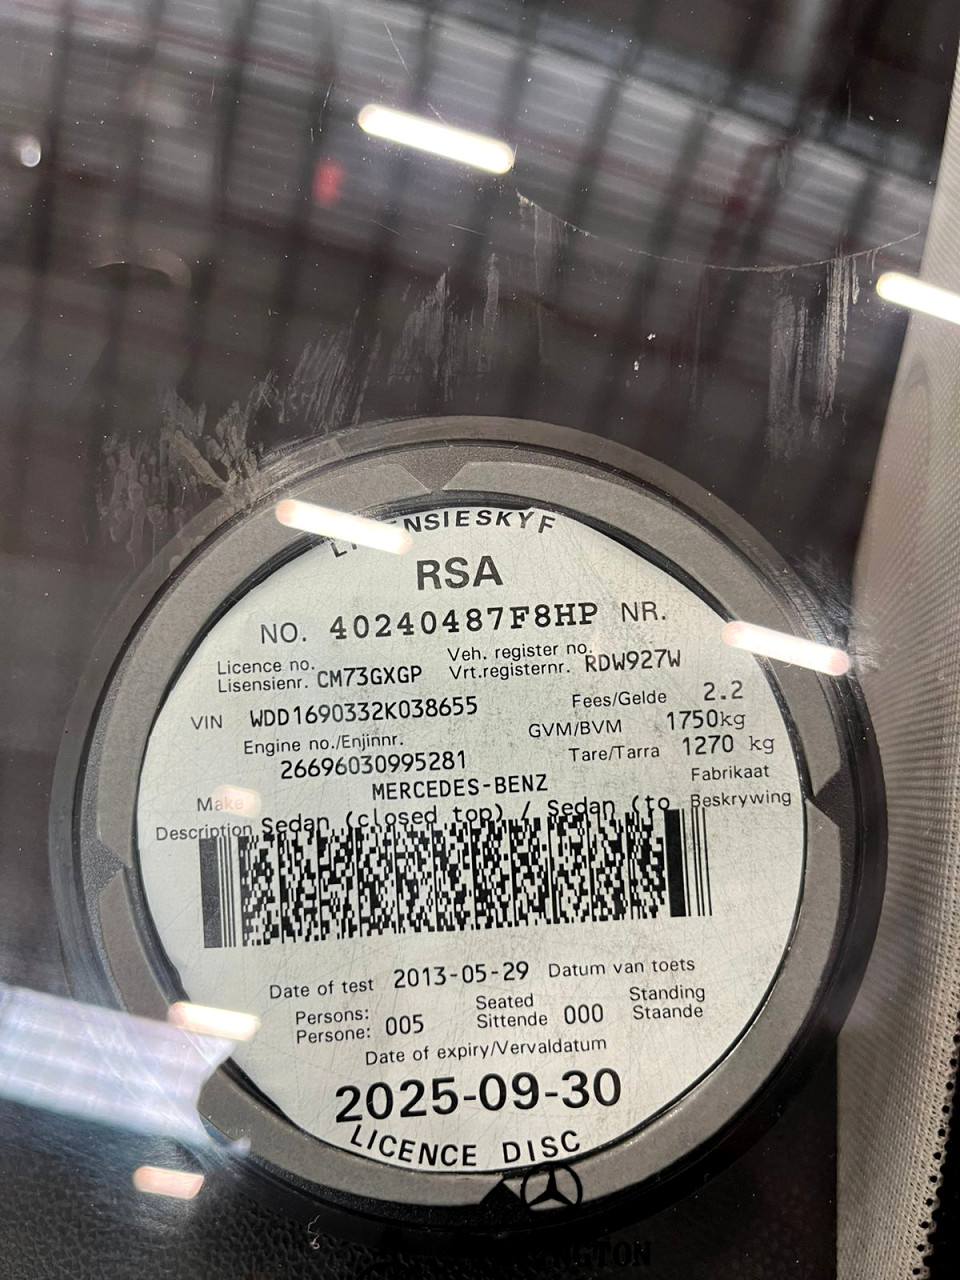 NSIESKYF
RSA
NO. 40240487F8HP NR.
Licence no. Veh. register no.
Lisensienr. CM73GXGP Vrt.registernr. RDW927W
VIN WDD1690332K038655 Fees/Gelde 2.2
Engine no./Enjinnr. GVM/BVM 1750kg
26696030995281 Tare/Tarra 1270 kg
Make MERCEDES-BENZ Fabrikaat
Description Sedan (closed top) / Sedan (to Beskrywing
Date of test 2013-05-29 Datum van toets
Persons: Seated Standing
Persone: 005 Sittende 000 Staande
Date of expiry/Vervaldatum
2025-09-30
LICENCE DISC